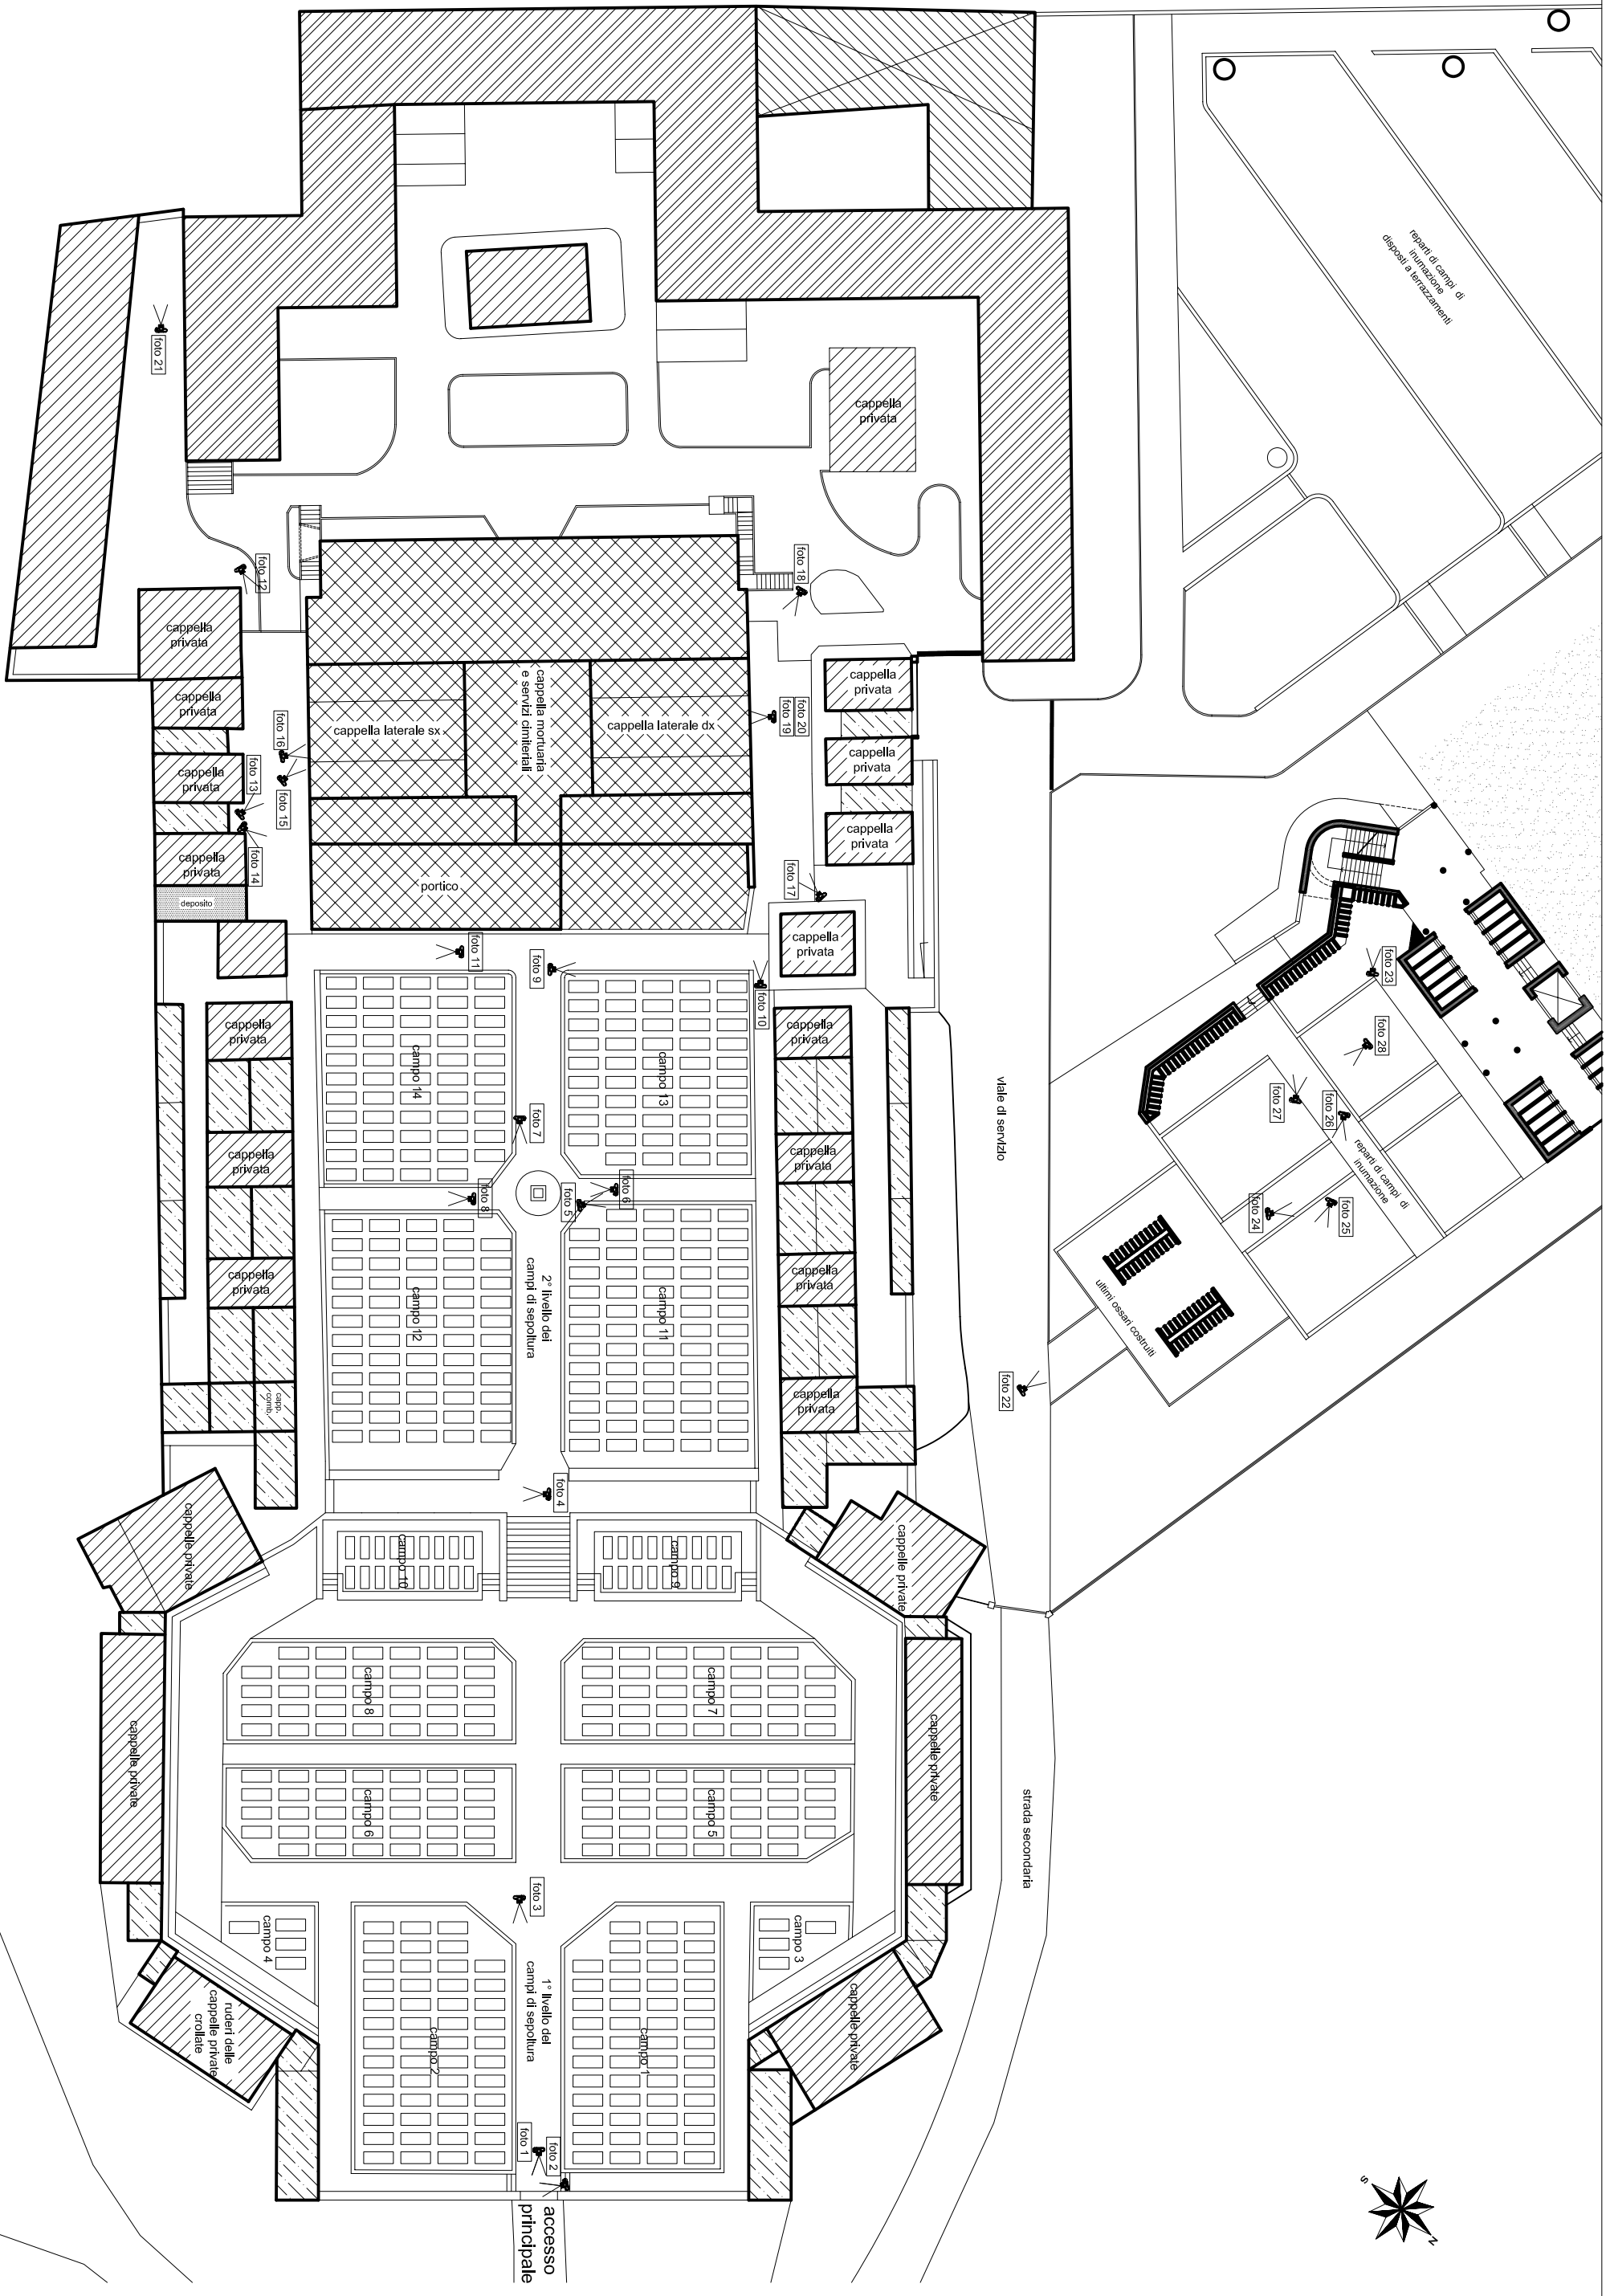 reparti di campi di
inumazione
disposti a terrazzamenti
foto 21
cappella
privata
foto 12
foto 18
cappella
privata
cappella
privata
cappella
privata
cappella
privata
foto 16
foto 13
foto 15
foto 14
deposito
cappella laterale sx
cappella mortuaria
e servizi cimiteriali
cappella laterale dx
portico
foto 20
foto 19
cappella
privata
cappella
privata
cappella
privata
foto 17
cappella
privata
foto 11
foto 9
foto 10
foto 23
foto 28
foto 27
foto 26
reparti di campi di
inumazione
foto 24
foto 25
ultimi ossari costruiti
foto 22
viale di servizio
cappella
privata
cappella
privata
cappella
privata
capp.
comb.
campo 14
campo 13
foto 7
foto 8
foto 5
foto 6
campo 12
campo 11
2° livello dei
campi di sepoltura
foto 4
cappella
privata
cappella
privata
cappella
privata
cappella
privata
cappelle private
campo 10
campo 9
cappelle private
campo 8
campo 7
cappelle private
campo 6
campo 5
cappelle private
strada secondaria
foto 3
campo 4
campo 3
ruderi delle
cappelle private
crollate
campo 2
1° livello dei
campi di sepoltura
campo 1
cappelle private
foto 1
foto 2
accesso
principale
S
N